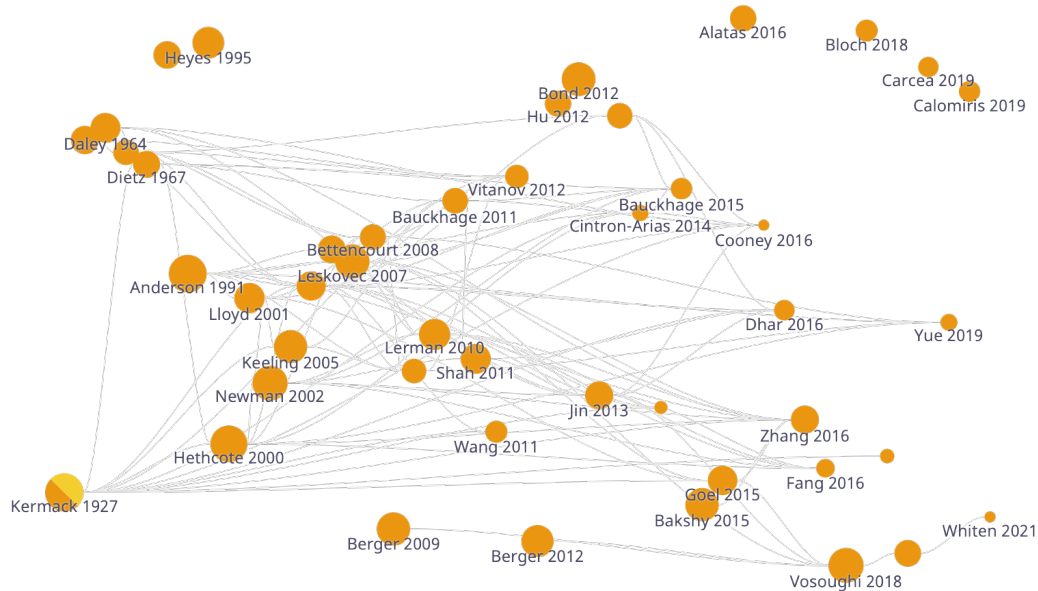 Alatas 2016
Bloch 2018
Heyes 1995
Carcea 2019
Bond 2012
Calomiris 2019
Hu 2012
Daley 1964
Dietz 1967
Vitanov 2012
Bauckhage 2015
Bauckhage 2011
Cintron-Arias 2014
Cooney 2016
Bettencourt 2008
Leskovec 2007
Anderson 1991
Lloyd 2001
Dhar 2016
Yue 2019
Lerman 2010
Keeling 2005
Shah 2011
Newman 2002
Jin 2013
Zhang 2016
Wang 2011
Hethcote 2000
Fang 2016
Goel 2015
Kermack 1927
Bakshy 2015
Whiten 2021
Berger 2009
Berger 2012
Vosoughi 2018